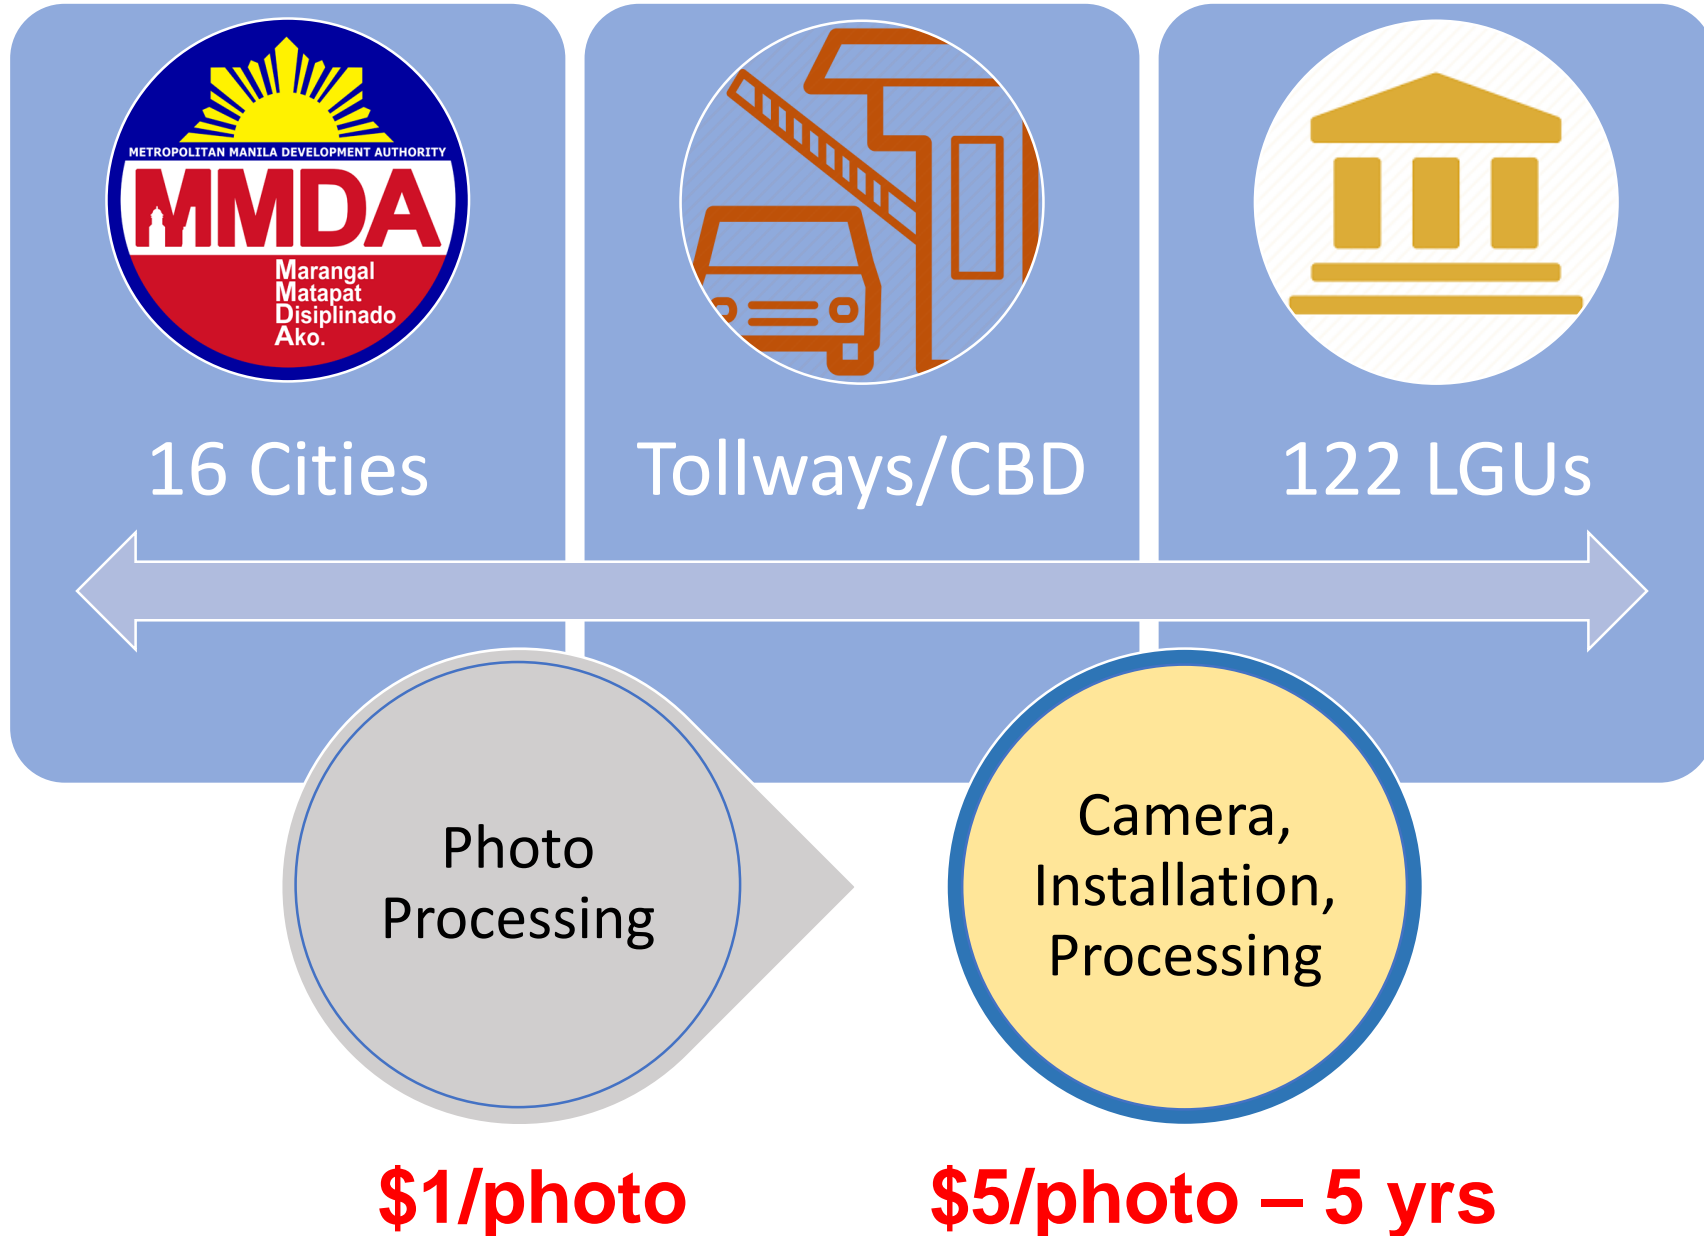 METROPOLITAN MANILA DEVELOPMENT AUTHORITY
MMDA
Marangal
Matapat
Disiplinado
Ako.
16 Cities
Tollways/CBD
122 LGUs
Photo
Processing
Camera,
Installation,
Processing
$1/photo
$5/photo – 5 yrs